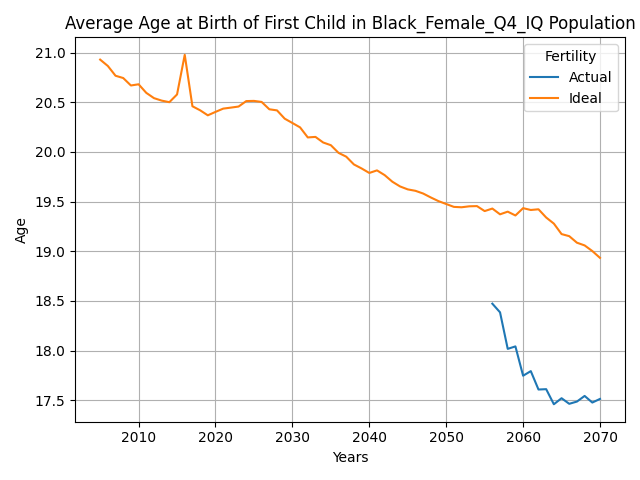 Average Age at Birth of First Child in Black_Female_Q4_IQ Population
Fertility
Actual
Ideal
Age
21.0
20.5
20.0
19.5
19.0
18.5
18.0
17.5
2010 2020 2030 2040 2050 2060 2070
Years